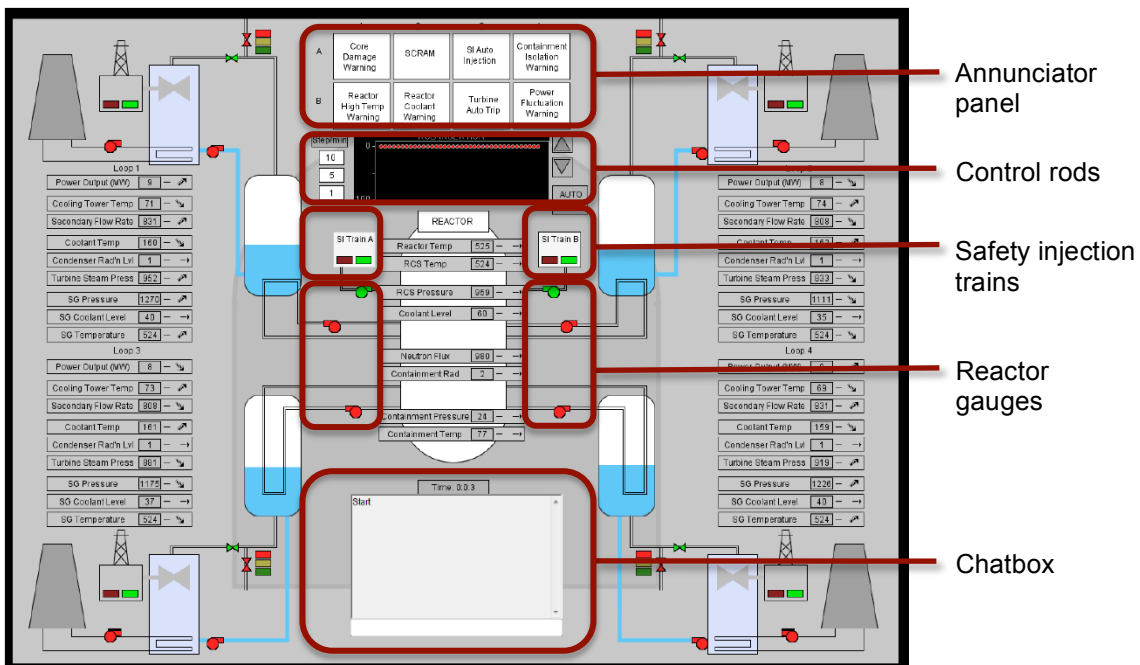 A
Core
Damage
Warning
SCRAM
SI Auto
Injection
Containment
Isolation
Warning
B
Reactor
High Temp
Warning
Reactor
Coolant
Warning
Turbine
Auto Trip
Power
Fluctuation
Warning
Annunciator
panel
Step/min
10
5
1
0-
AUTO
Control rods
Loop 1
Power Output (MW) 9
Cooling Tower Temp 71
Secondary Flow Rate 831
Coolant Temp 160
Condenser Rad'n Lvl 1
Turbine Steam Press 952
SG Pressure 1270
SG Coolant Level 40
SG Temperature 524
Power Output (MW) 8
Cooling Tower Temp 74
Secondary Flow Rate 808
Coolant Temp
Condenser Rad'n Lvl 1
Turbine Steam Press 833
SG Pressure 1111
SG Coolant Level 35
SG Temperature 524
SI Train A
SI Train B
Safety injection
trains
REACTOR
Reactor Temp 525
RCS Temp 524
RCS Pressure 959
Coolant Level 60
Neutron Flux 980
Containment Rad 2
Containment Pressure 24
Containment Temp 77
Reactor
gauges
Loop 3
Power Output (MW) 8
Cooling Tower Temp 73
Secondary Flow Rate 808
Coolant Temp 161
Condenser Rad'n Lvl 1
Turbine Steam Press 881
SG Pressure 1175
SG Coolant Level 37
SG Temperature 524
Loop 4
Power Output (MW)
Cooling Tower Temp 69
Secondary Flow Rate 831
Coolant Temp 159
Condenser Rad'n Lvl 1
Turbine Steam Press 919
SG Pressure 1226
SG Coolant Level 40
SG Temperature 524
Time: 0:0:3
Start
Chatbox